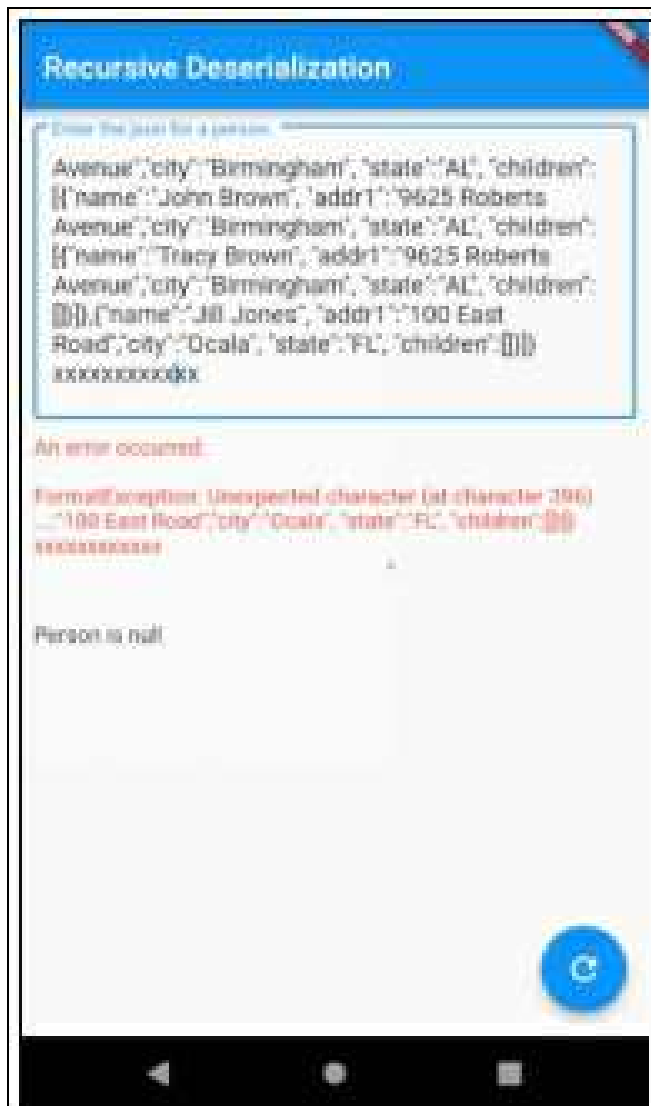 Recursive Deserialization
Enter the json for a person.
Avenue","city":"Birmingham", "state":"AL", "children":
[{"name":"John Brown", "addr1":"9625 Roberts
Avenue","city":"Birmingham", "state":"AL", "children":
[{"name":"Tracy Brown", "addr1":"9625 Roberts
Avenue","city":"Birmingham", "state":"AL", "children":
[]}]},{"name":"Jill Jones", "addr1":"100 East
Road","city":"Ocala", "state":"FL", "children":[]}]}
xxxxxxxxxxxx
An error occurred.
FormatException: Unexpected character (at character 396)
..."100 East Road","city":"Ocala", "state":"FL", "children":[]}]}
xxxxxxxxxxxx
Person is null